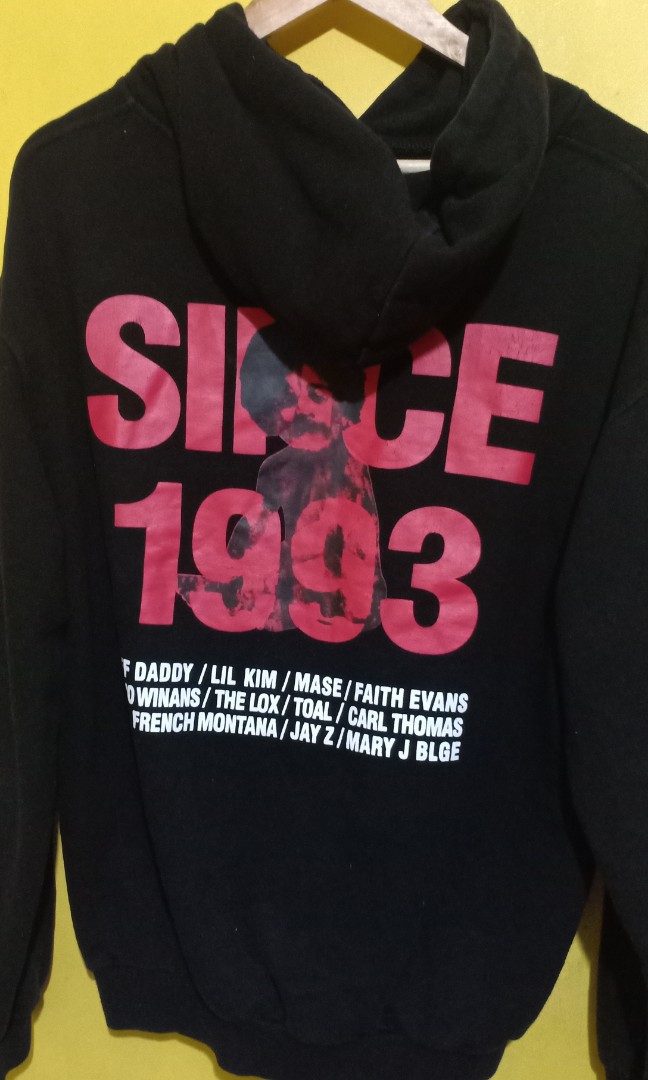 SINCE
1993
F DADDY / LIL KIM / MASE / FAITH EVANS
O WINANS / THE LOX / TOAL / CARL THOMAS
FRENCH MONTANA / JAY Z / MARY J BLGE